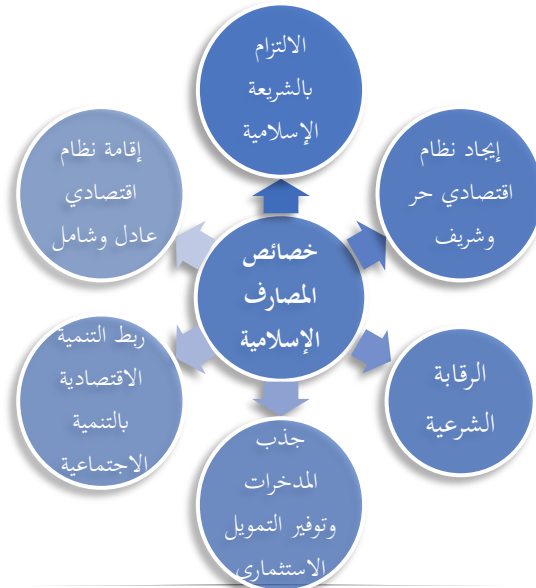 الالتزام
بالشريعة
الإسلامية
إيجاد نظام
اقتصادي حر
وشريف
الرقابة
الشرعية
جذب
المدخرات
وتوفير التمويل
الاستثماري
ربط التنمية
الاقتصادية
بالتنمية
الاجتماعية
إقامة نظام
اقتصادي
عادل وشامل
خصائص
المصارف
الإسلامية